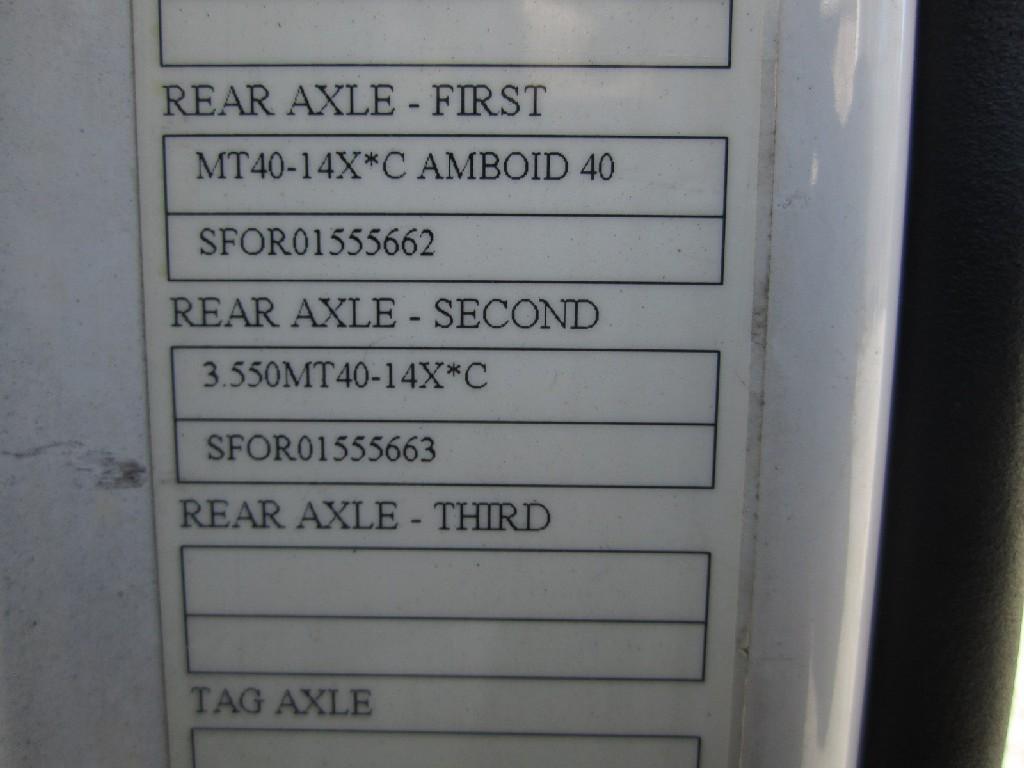 REAR AXLE - FIRST
MT40-14X*C AMBOID 40
SFOR01555662
REAR AXLE - SECOND
3.550MT40-14X*C
SFOR01555663
REAR AXLE - THIRD
TAG AXLE